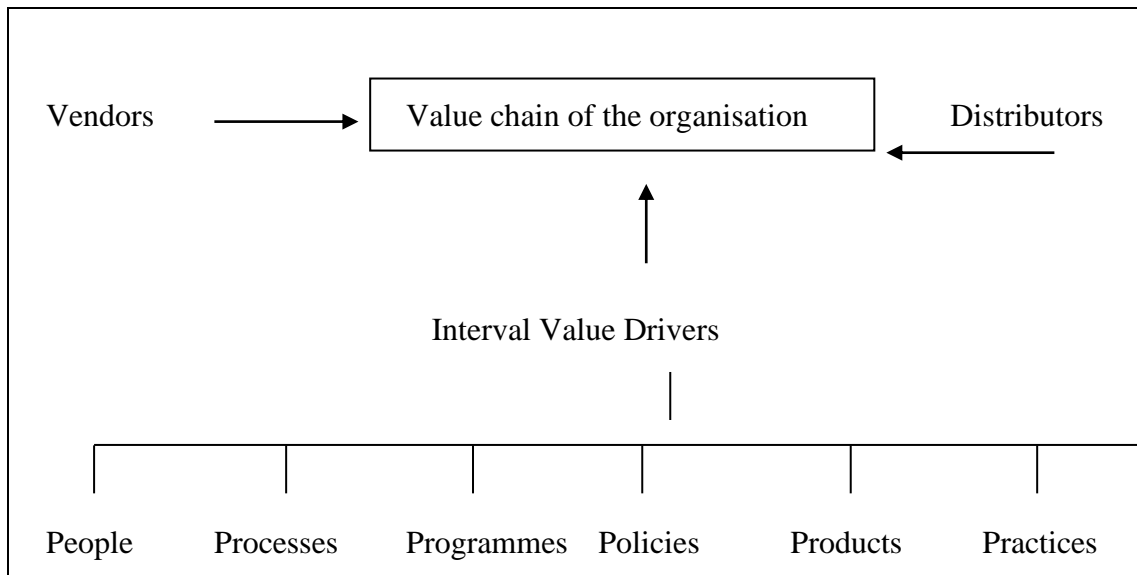 Vendors Value chain of the organisation Distributors
Interval Value Drivers
People Processes Programmes Policies Products Practices